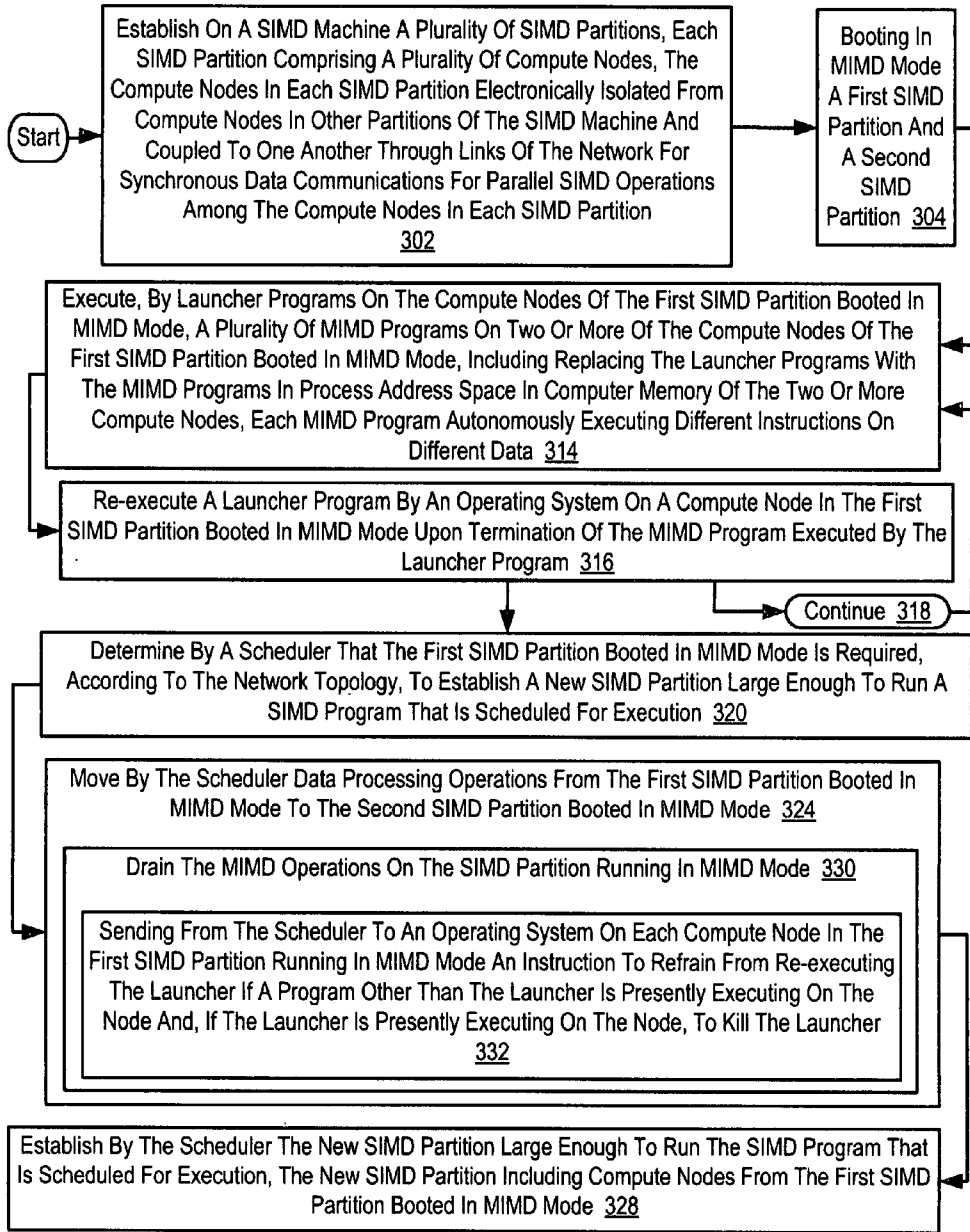 Start
Establish On A SIMD Machine A Plurality Of SIMD Partitions, Each
SIMD Partition Comprising A Plurality Of Compute Nodes, The
Compute Nodes In Each SIMD Partition Electronically Isolated From
Compute Nodes In Other Partitions Of The SIMD Machine And
Coupled To One Another Through Links Of The Network For
Synchronous Data Communications For Parallel SIMD Operations
Among The Compute Nodes In Each SIMD Partition
302
Booting In
MIMD Mode
A First SIMD
Partition And
A Second
SIMD
Partition 304
Execute, By Launcher Programs On The Compute Nodes Of The First SIMD Partition Booted In
MIMD Mode, A Plurality Of MIMD Programs On Two Or More Of The Compute Nodes Of The
First SIMD Partition Booted In MIMD Mode, Including Replacing The Launcher Programs With
The MIMD Programs In Process Address Space In Computer Memory Of The Two Or More
Compute Nodes, Each MIMD Program Autonomously Executing Different Instructions On
Different Data 314
Re-execute A Launcher Program By An Operating System On A Compute Node In The First
SIMD Partition Booted In MIMD Mode Upon Termination Of The MIMD Program Executed By The
Launcher Program 316
Continue 318
Determine By A Scheduler That The First SIMD Partition Booted In MIMD Mode Is Required,
According To The Network Topology, To Establish A New SIMD Partition Large Enough To Run A
SIMD Program That Is Scheduled For Execution 320
Move By The Scheduler Data Processing Operations From The First SIMD Partition Booted In
MIMD Mode To The Second SIMD Partition Booted In MIMD Mode 324
Drain The MIMD Operations On The SIMD Partition Running In MIMD Mode 330
Sending From The Scheduler To An Operating System On Each Compute Node In The
First SIMD Partition Running In MIMD Mode An Instruction To Refrain From Re-executing
The Launcher If A Program Other Than The Launcher Is Presently Executing On The
Node And, If The Launcher Is Presently Executing On The Node, To Kill The Launcher
332
Establish By The Scheduler The New SIMD Partition Large Enough To Run The SIMD Program That
Is Scheduled For Execution, The New SIMD Partition Including Compute Nodes From The First SIMD
Partition Booted In MIMD Mode 328